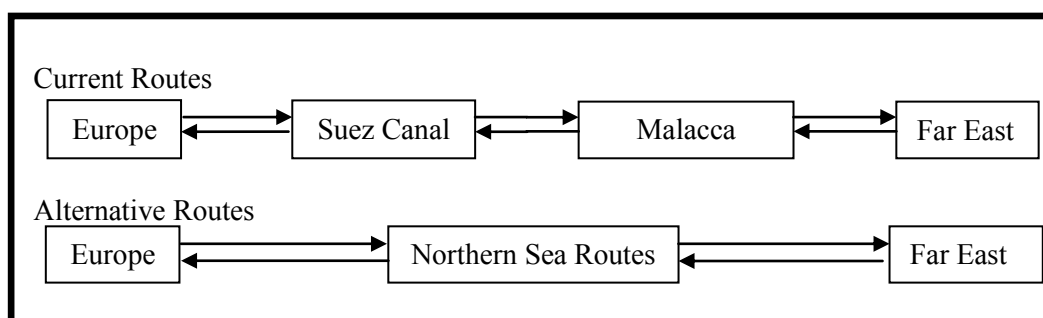 Current Routes
Europe Suez Canal Malacca Far East
Alternative Routes
Europe Northern Sea Routes Far East